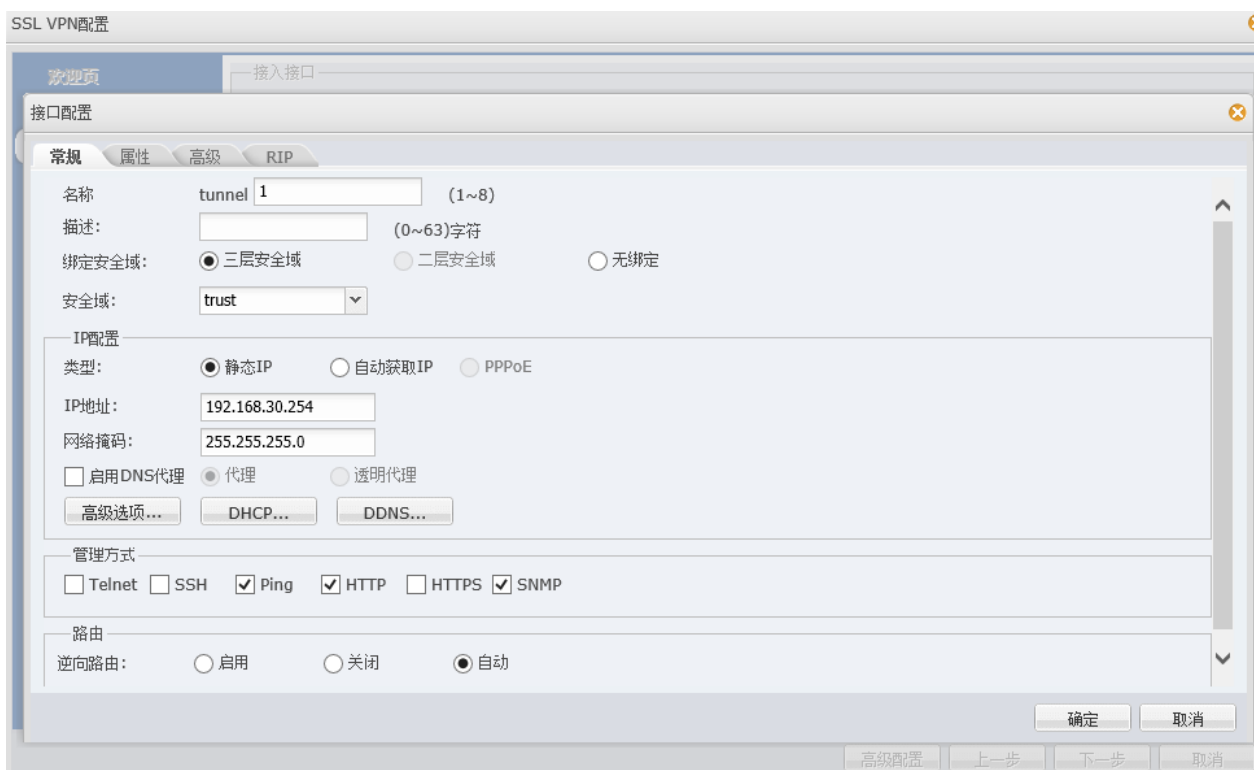 SSL VPN配置
欢迎页
接入接口
接口配置
常规 属性 高级 RIP
名称 tunnel 1 (1~8)
描述: (0~63)字符
绑定安全域: 三层安全域 二层安全域 无绑定
安全域: trust
IP配置
类型: 静态IP 自动获取IP PPPoE
IP地址: 192.168.30.254
网络掩码: 255.255.255.0
启用DNS代理 代理 透明代理
高级选项... DHCP... DDNS...
管理方式
Telnet SSH Ping HTTP HTTPS SNMP
路由
逆向路由: 启用 关闭 自动
确定 取消
高级配置 上一步 下一步 取消